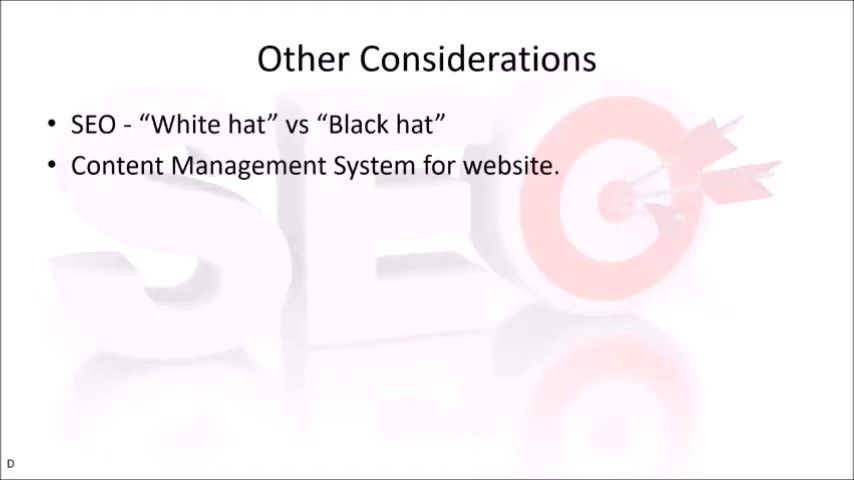 Other Considerations
• SEO - “White hat” vs “Black hat”
• Content Management System for website.
SEO
D